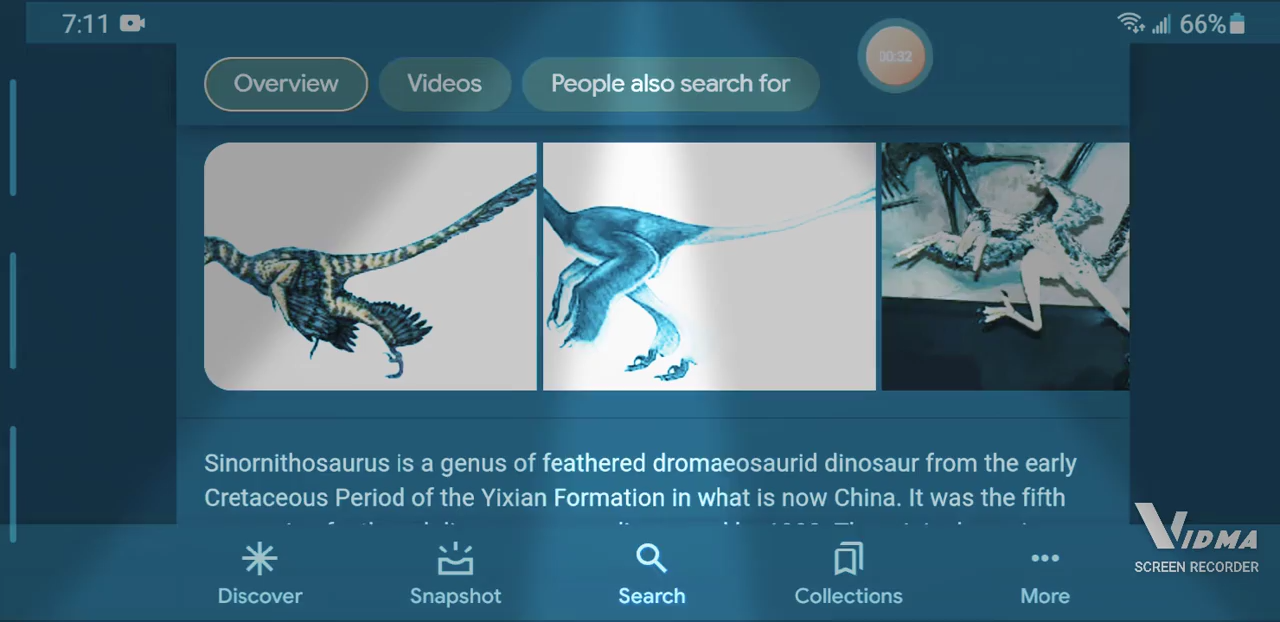 7:11
66%
Overview
Videos
People also search for
00:32
Sinornithosaurus is a genus of feathered dromaeosaurid dinosaur from the early
Cretaceous Period of the Yixian Formation in what is now China. It was the fifth
VIDMA
SCREEN RECORDER
Discover
Snapshot
Search
Collections
More